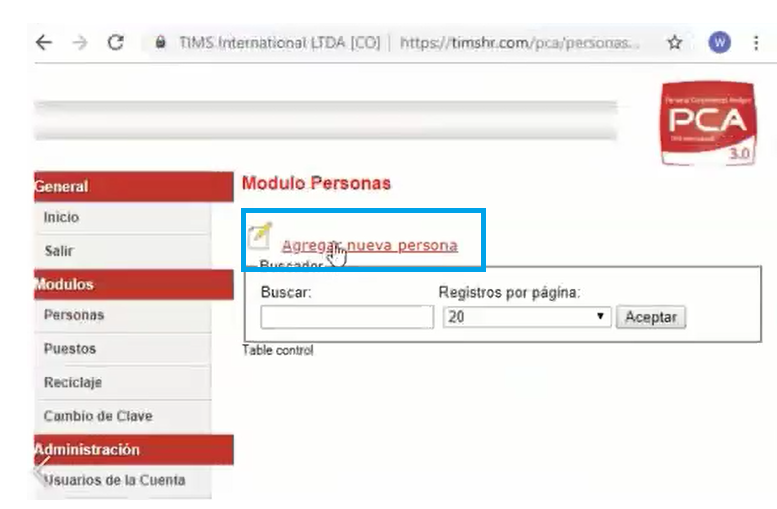 TIMS International LTDA [CO] | https://timshr.com/pca/personas...
W
PCA
3.0
General
Inicio
Salir
Modulos
Personas
Puestos
Reciclaje
Cambio de Clave
Administración
Usuarios de la Cuenta
Modulo Personas
Agregar nueva persona
Buscador
Buscar:
Registros por página:
20
Aceptar
Table control